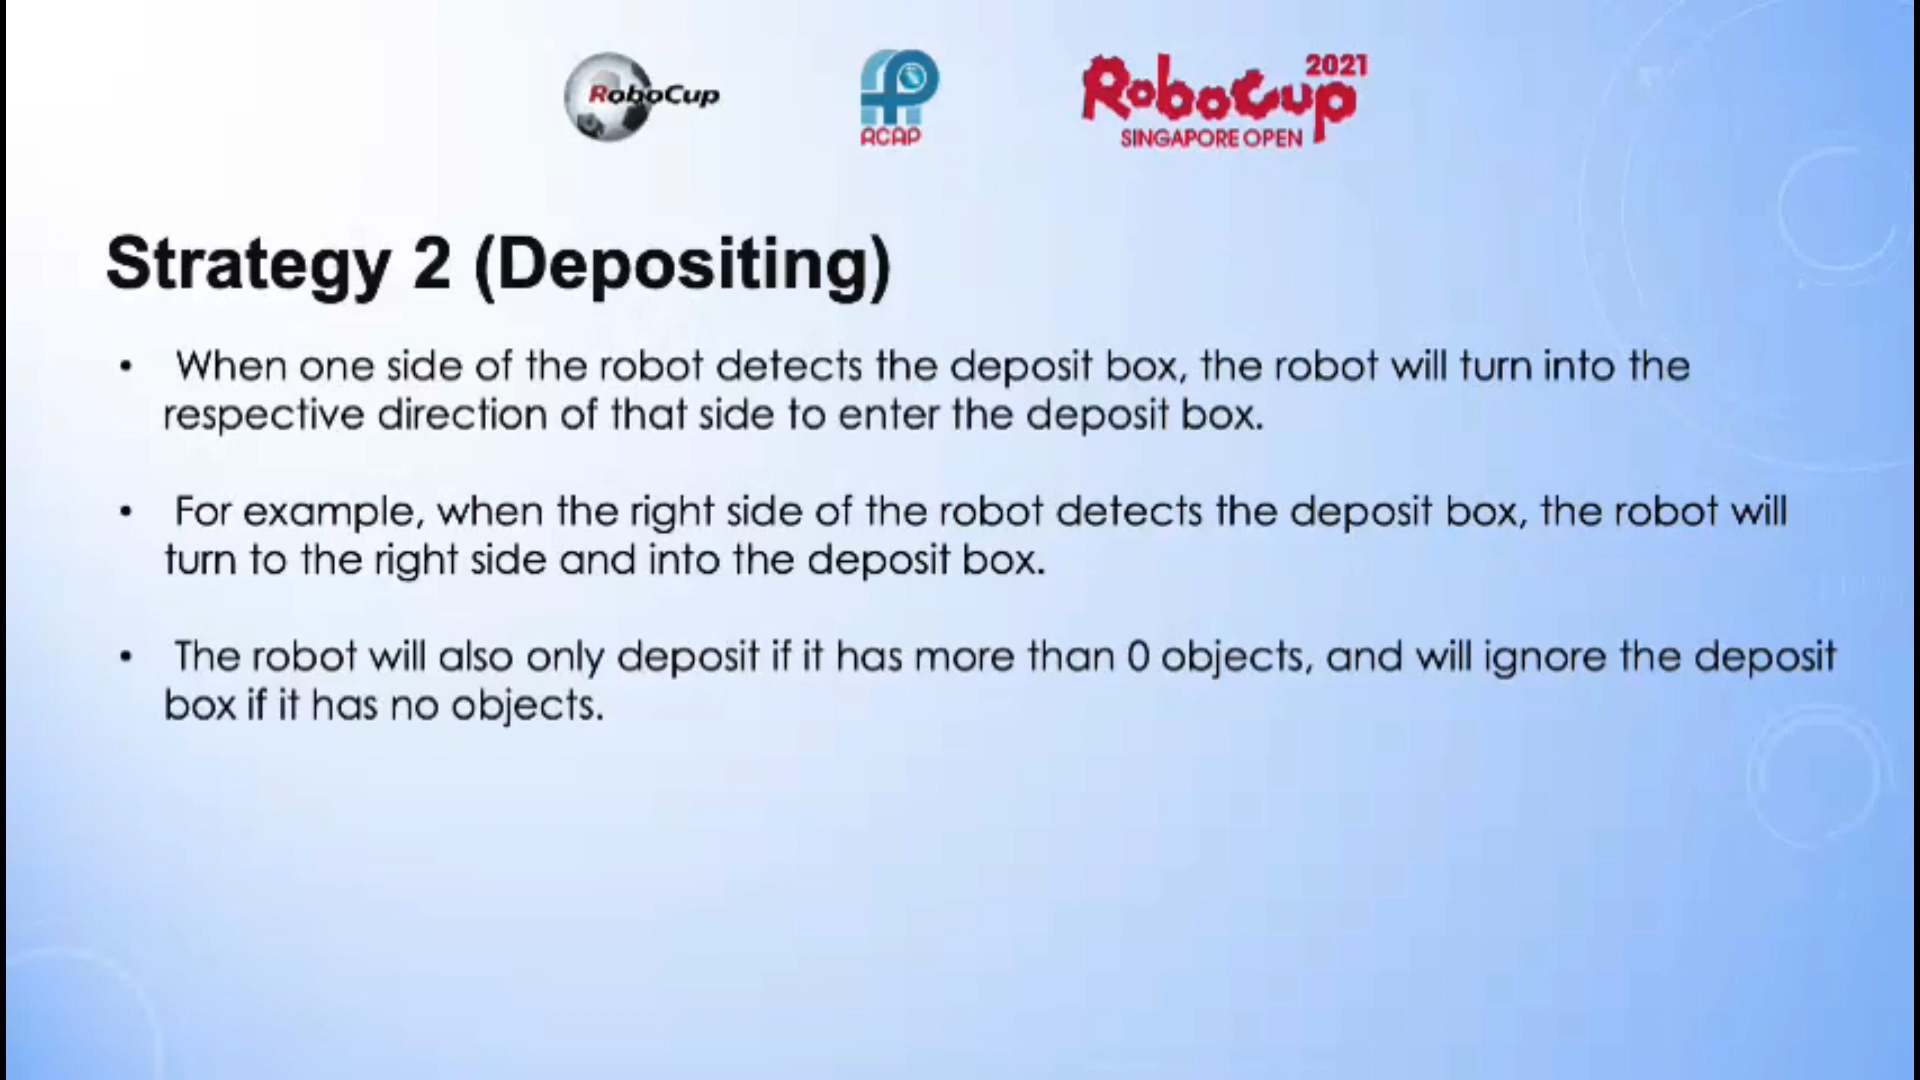 RoboCup
RCAP
2021
RoboCup
SINGAPORE OPEN
Strategy 2 (Depositing)
• When one side of the robot detects the deposit box, the robot will turn into the
respective direction of that side to enter the deposit box.
• For example, when the right side of the robot detects the deposit box, the robot will
turn to the right side and into the deposit box.
• The robot will also only deposit if it has more than 0 objects, and will ignore the deposit
box if it has no objects.